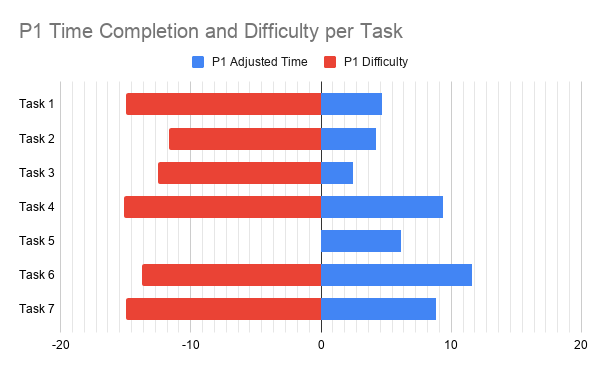 P1 Time Completion and Difficulty per Task
P1 Adjusted Time P1 Difficulty
Task 1
Task 2
Task 3
Task 4
Task 5
Task 6
Task 7
-20 -10 0 10 20